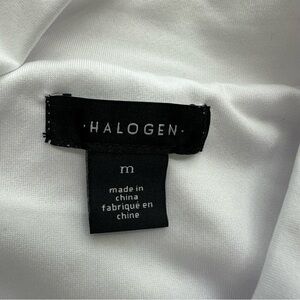 ·HALOGEN·
m
made in
china
fabriqué en
chine